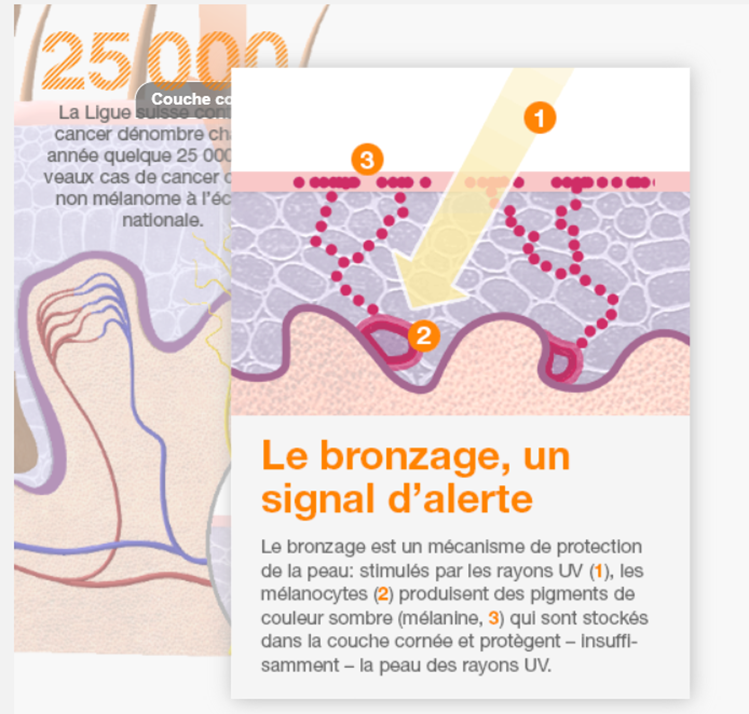 25 000
Couche co
La Ligue suisse con
cancer dénombre ch
année quelque 25 000
veaux cas de cancer
non mélanome à l'éc
nationale.
1
3
2
Le bronzage, un
signal d'alerte
Le bronzage est un mécanisme de protection
de la peau: stimulés par les rayons UV (1), les
mélanocytes (2) produisent des pigments de
couleur sombre (mélanine, 3) qui sont stockés
dans la couche cornée et protègent – insuffi-
samment – la peau des rayons UV.